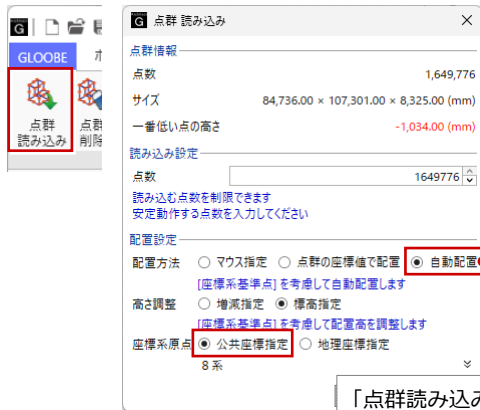 GLOOBE
点群
読み込み
点群
削除
点群 読み込み
点群情報
点数 1,649,776
サイズ 84,736.00 × 107,301.00 × 8,325.00 (mm)
一番低い点の高さ -1,034.00 (mm)
読み込み設定
点数 1649776
読み込む点数を制限できます
安定動作する点数を入力してください
配置設定
配置方法 マウス指定 点群の座標値で配置 自動配置
[座標系基準点]を考慮して自動配置します
高さ調整 増減指定 標高指定
[座標系基準点]を考慮して配置高を調整します
座標系原点 公共座標指定 地理座標指定
8 系
「点群読み込み